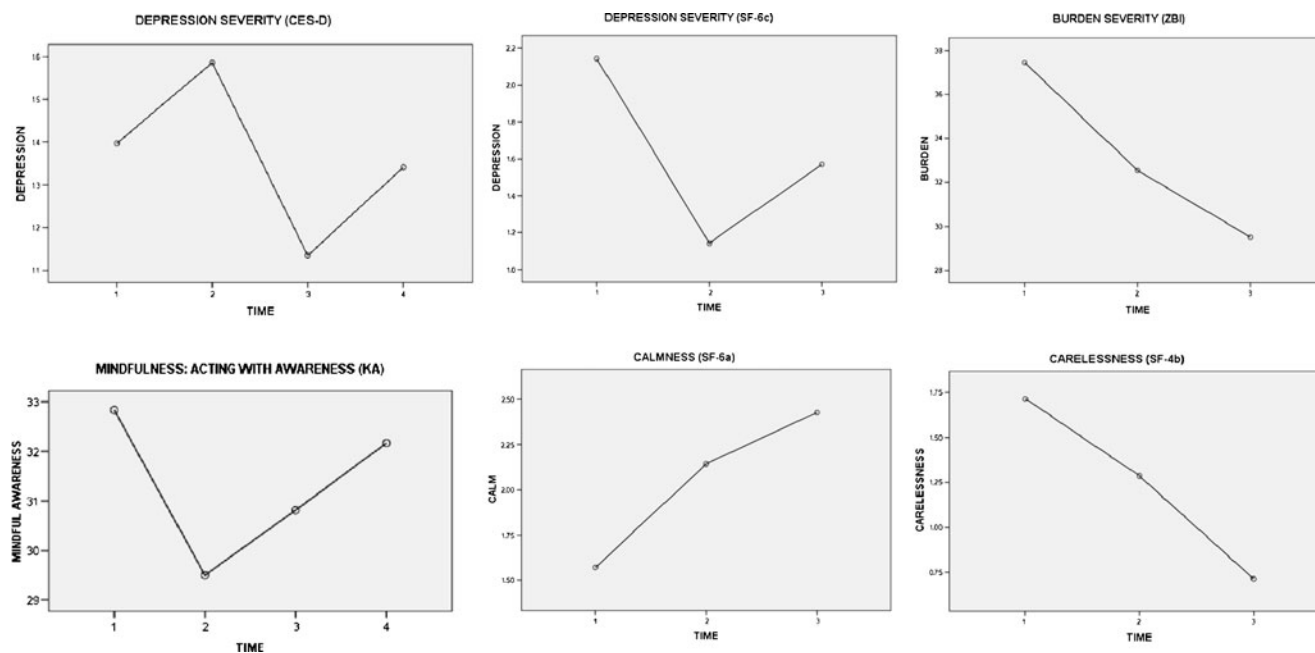 DEPRESSION SEVERITY (CES-D)
16
15
14
13
12
11
DEPRESSION
1 2 3 4
TIME
DEPRESSION SEVERITY (SF-6c)
2.2
2.0
1.8
1.6
1.4
1.2
1.0
DEPRESSION
1 2 3
TIME
BURDEN SEVERITY (ZBI)
38
36
34
32
30
28
BURDEN
1 2 3
TIME
MINDFULNESS: ACTING WITH AWARENESS (KA)
33
32
31
30
29
MINDFUL AWARENESS
1 2 3 4
TIME
CALMNESS (SF-6a)
2.50
2.25
2.00
1.75
1.50
CALM
1 2 3
TIME
CARELESSNESS (SF-4b)
1.75
1.50
1.25
1.00
0.75
CARELESSNESS
1 2 3
TIME